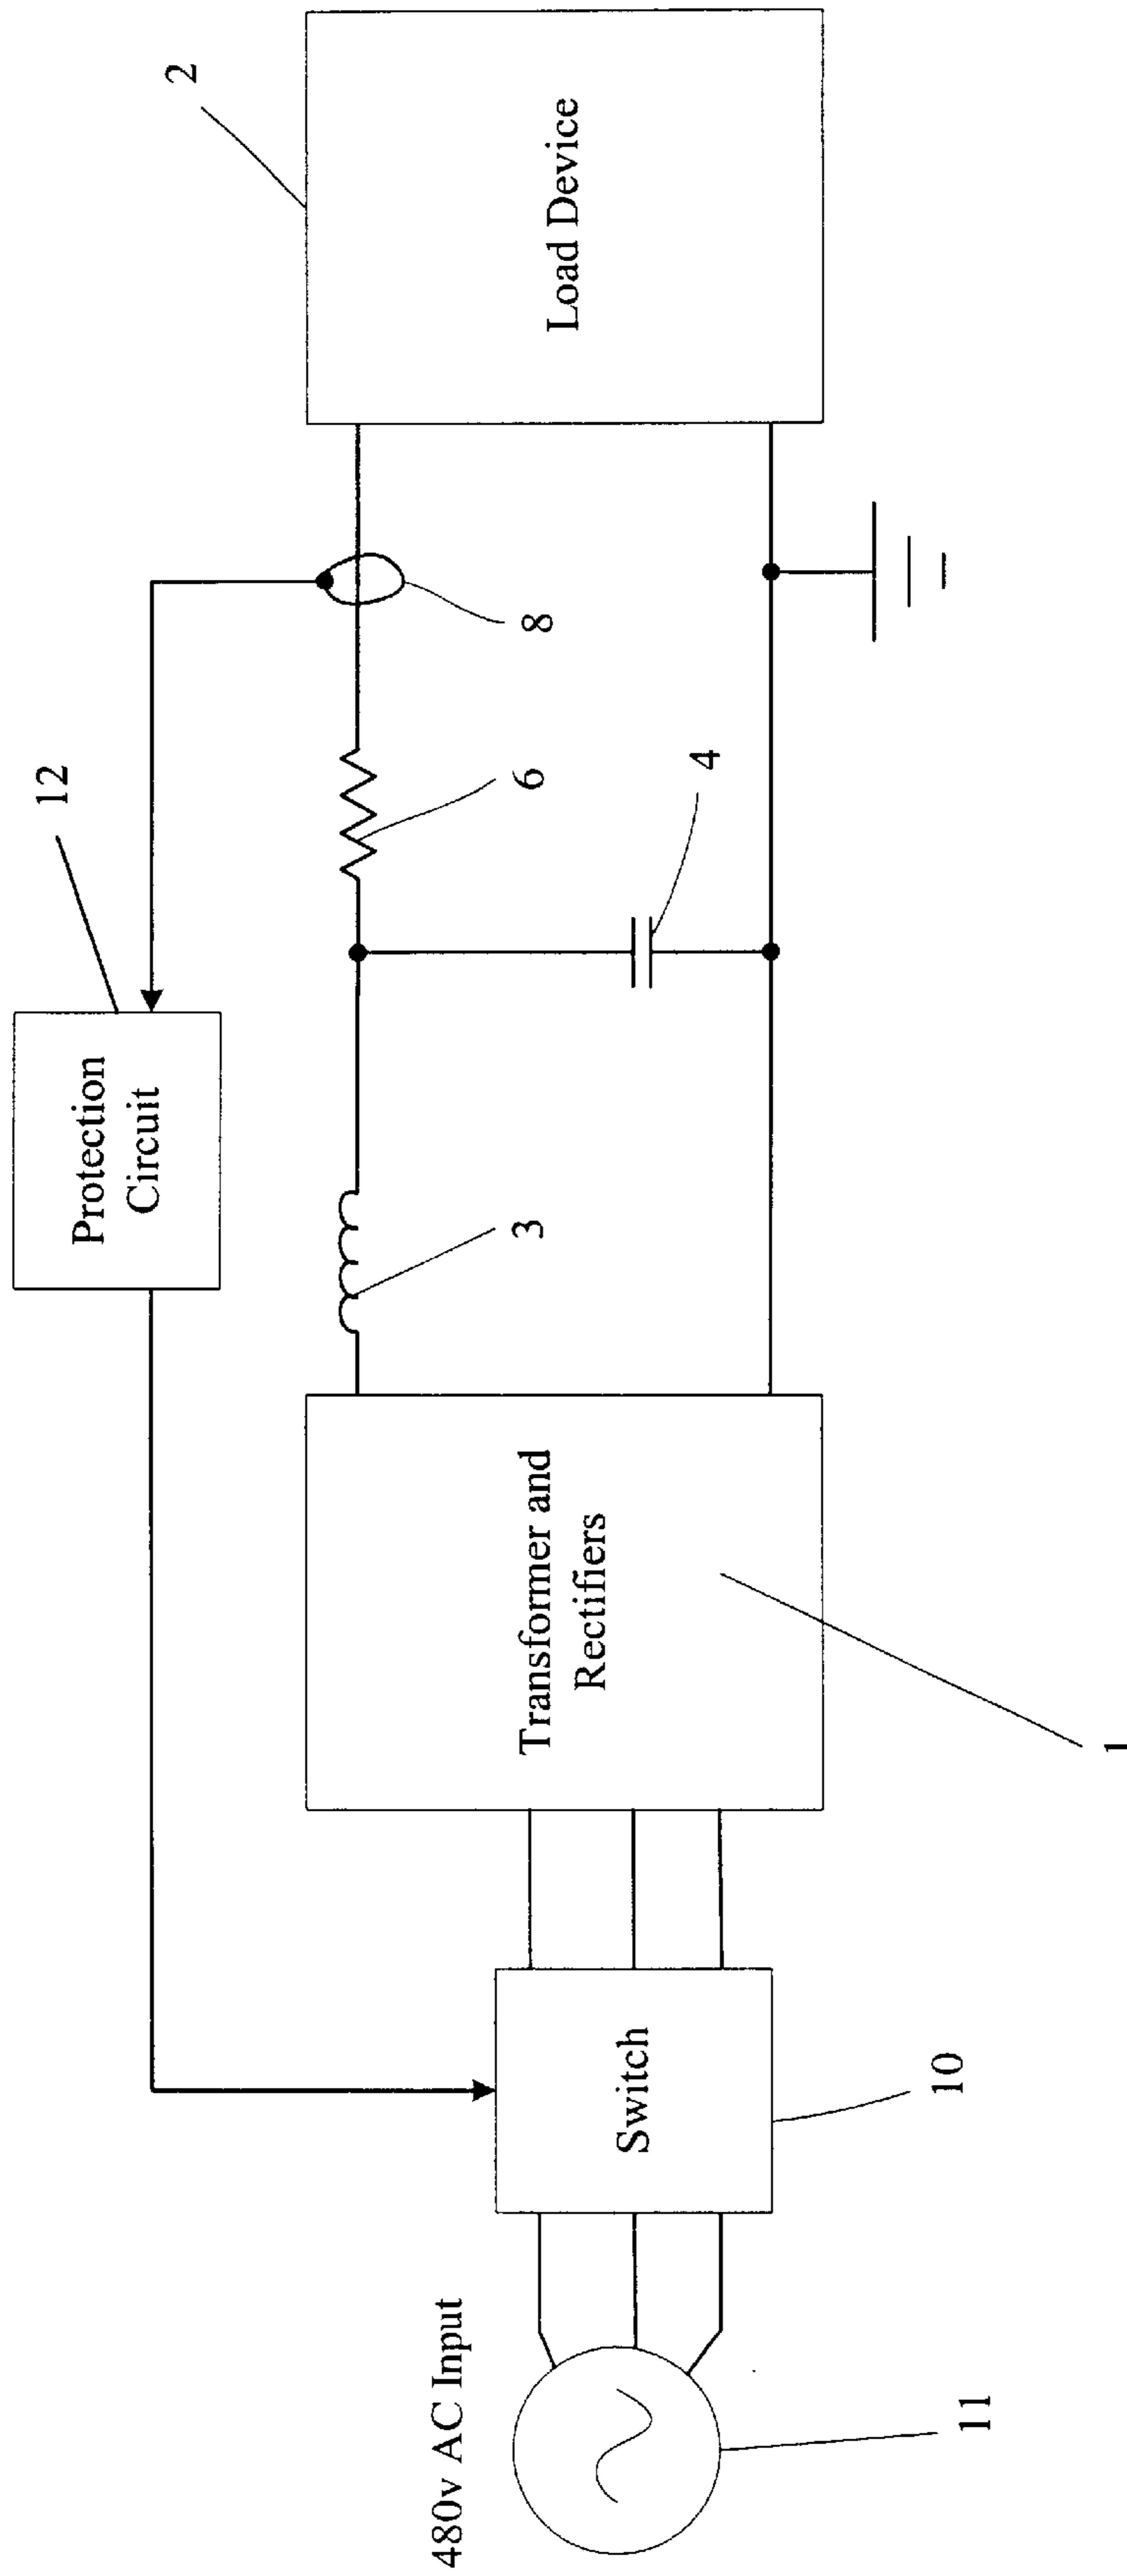 12
Protection
Circuit
2
Load Device
8
6
4
3
Transformer and
Rectifiers
1
Switch
10
480v AC Input
11